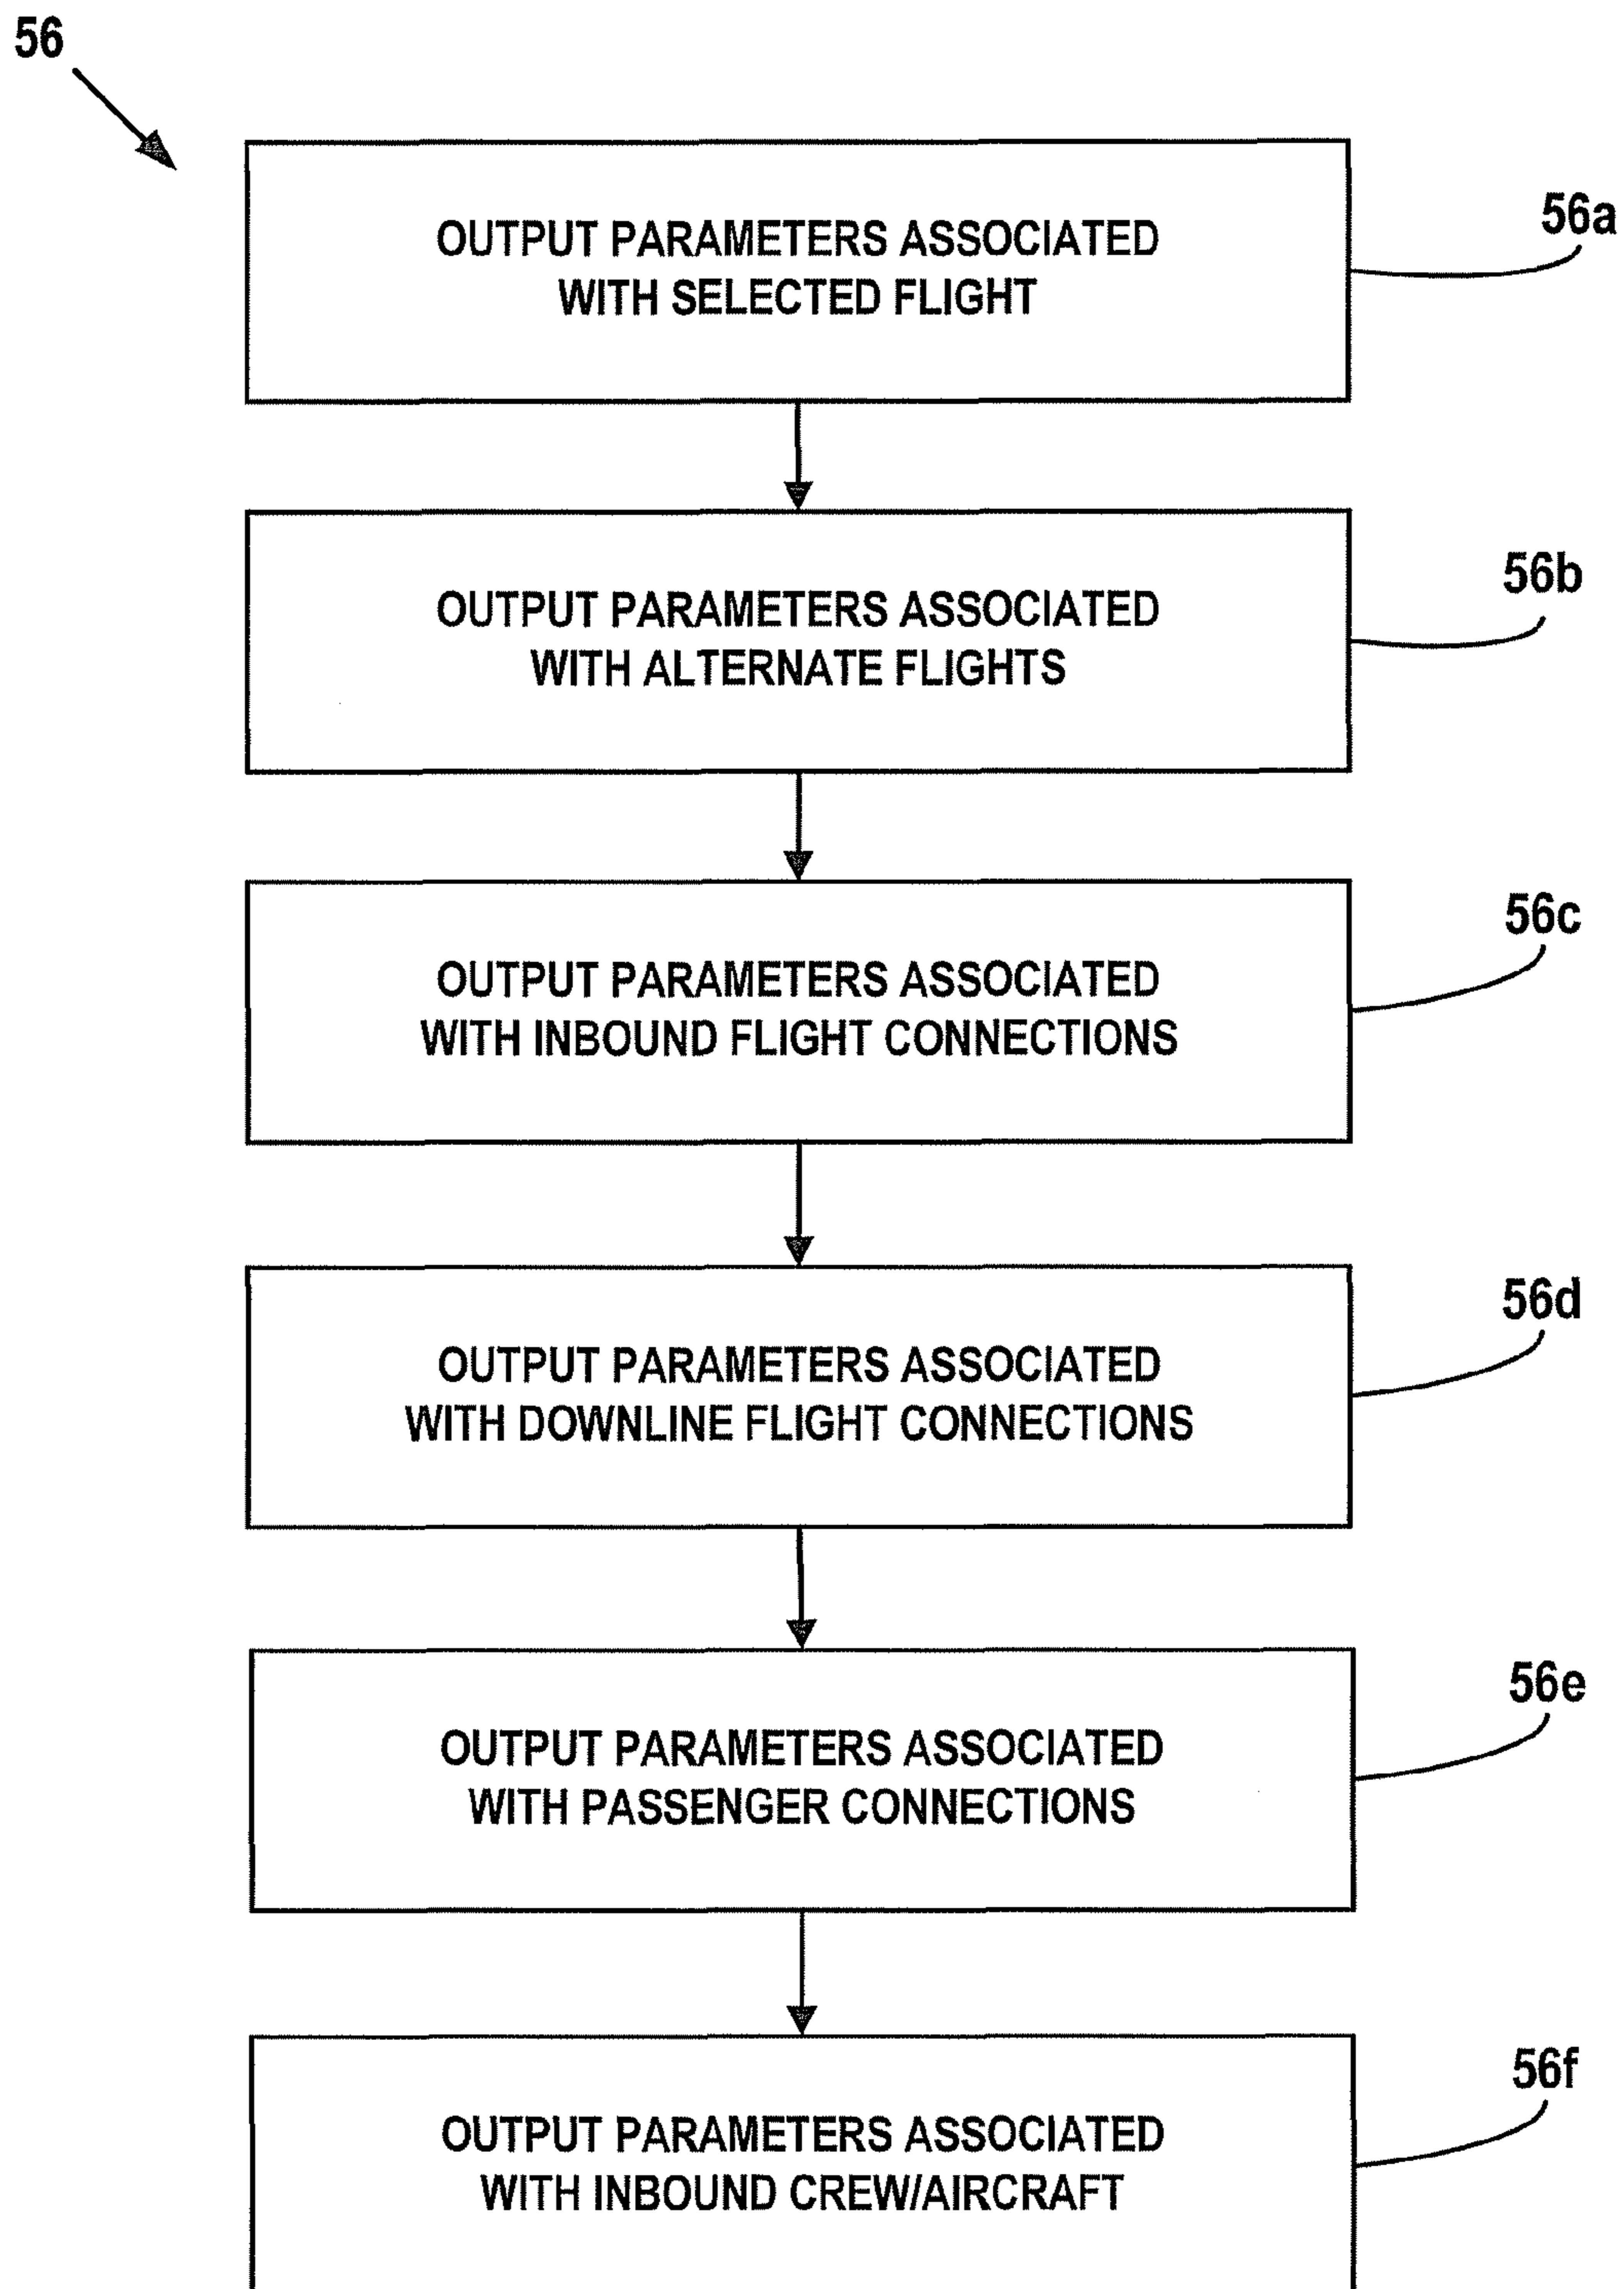 56
OUTPUT PARAMETERS ASSOCIATED
WITH SELECTED FLIGHT
56a
OUTPUT PARAMETERS ASSOCIATED
WITH ALTERNATE FLIGHTS
56b
OUTPUT PARAMETERS ASSOCIATED
WITH INBOUND FLIGHT CONNECTIONS
56c
OUTPUT PARAMETERS ASSOCIATED
WITH DOWNLINE FLIGHT CONNECTIONS
56d
OUTPUT PARAMETERS ASSOCIATED
WITH PASSENGER CONNECTIONS
56e
OUTPUT PARAMETERS ASSOCIATED
WITH INBOUND CREW/AIRCRAFT
56f